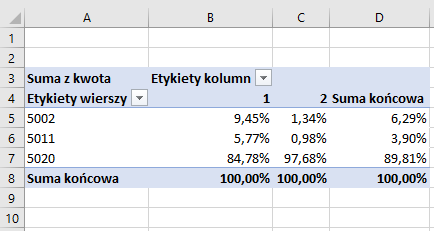 A B C D
1
2
3 Suma z kwota Etykiety kolumn
4 Etykiety wierszy 1 2 Suma końcowa
5 5002 9,45% 1,34% 6,29%
6 5011 5,77% 0,98% 3,90%
7 5020 84,78% 97,68% 89,81%
8 Suma końcowa 100,00% 100,00% 100,00%
9
10